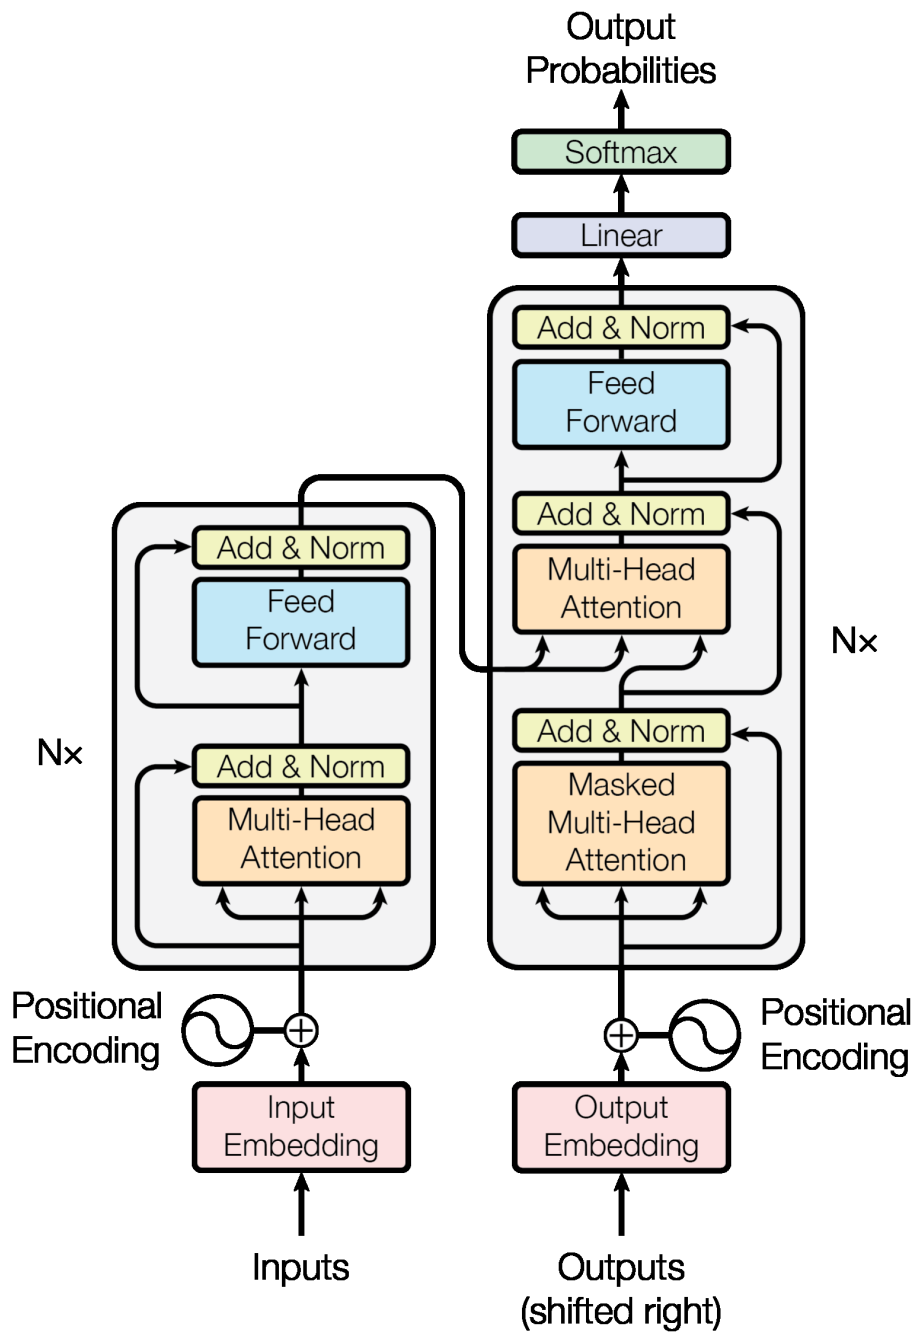 Output
Probabilities
Softmax
Linear
Add & Norm
Feed
Forward
Add & Norm
Multi-Head
Attention
Add & Norm
Masked
Multi-Head
Attention
Nx
Add & Norm
Feed
Forward
Add & Norm
Multi-Head
Attention
Nx
Positional
Encoding
Positional
Encoding
Input
Embedding
Output
Embedding
Inputs
Outputs
(shifted right)